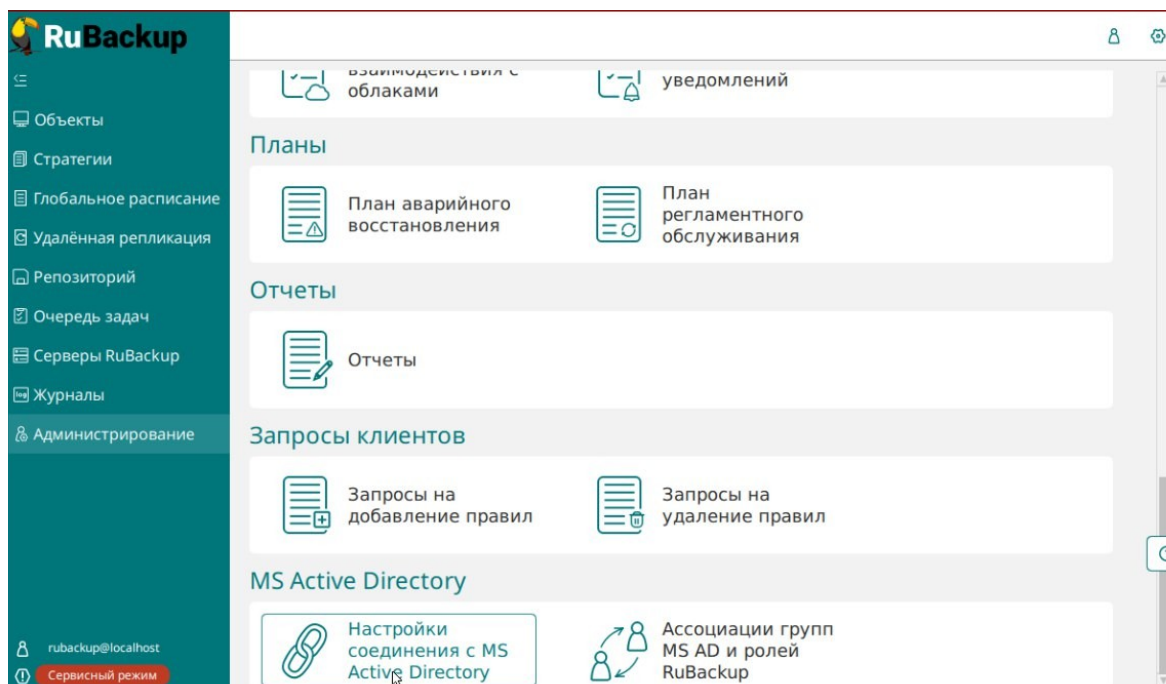 RuBackup
Объекты
Стратегии
Глобальное расписание
Удалённая репликация
Репозиторий
Очередь задач
Серверы RuBackup
log Журналы
Администрирование
rubackup@localhost
Сервисный режим
взаимодействия с
облаками
уведомлений
Планы
План аварийного
восстановления
План
регламентного
обслуживания
Отчеты
Отчеты
Запросы клиентов
Запросы на
добавление правил
Запросы на
удаление правил
MS Active Directory
Настройки
соединения с MS
Active Directory
Ассоциации групп
MS AD и ролей
RuBackup